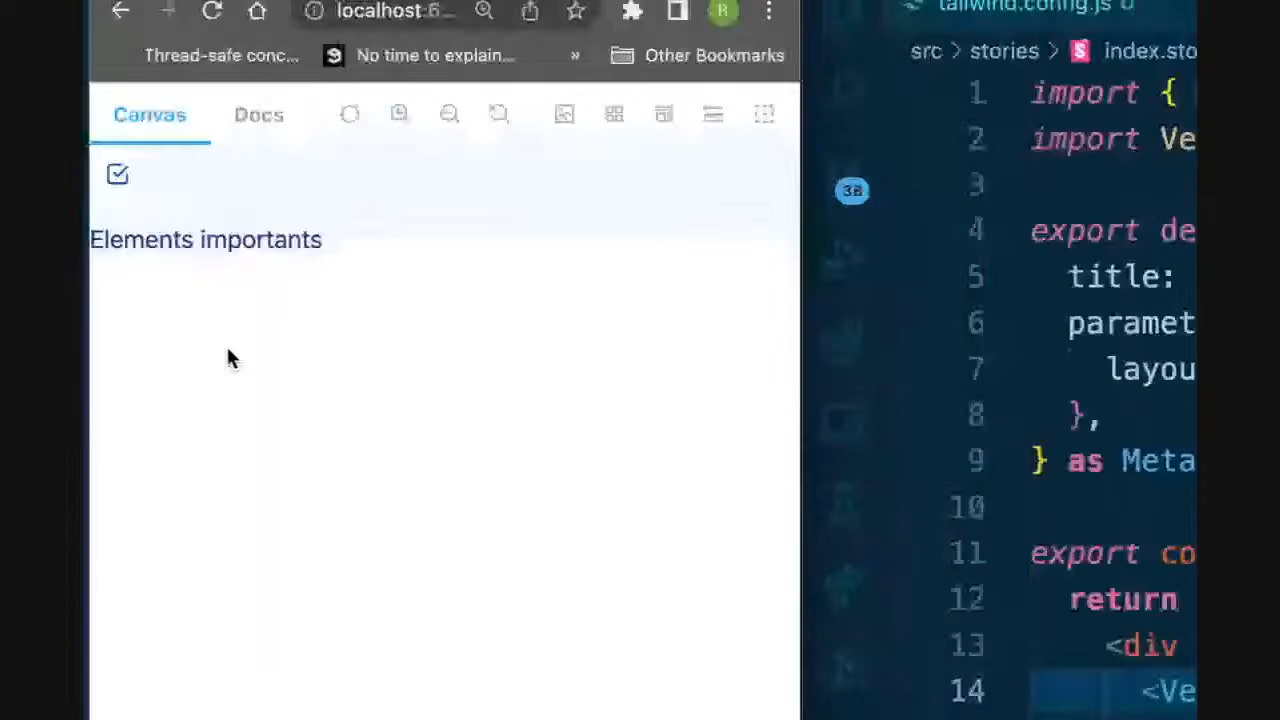 localhost:6...
R
Thread-safe conc...
S No time to explain...
»
Other Bookmarks
Canvas
Docs
Elements importants
tailwind.config.js
38
src > stories > S index.sto
1 import {
2 import Ve
3
4 export de
5 title:
6 paramet
7 layou
8 },
9 } as Meta
10
11 export co
12 return
13 <div
14 <Ve